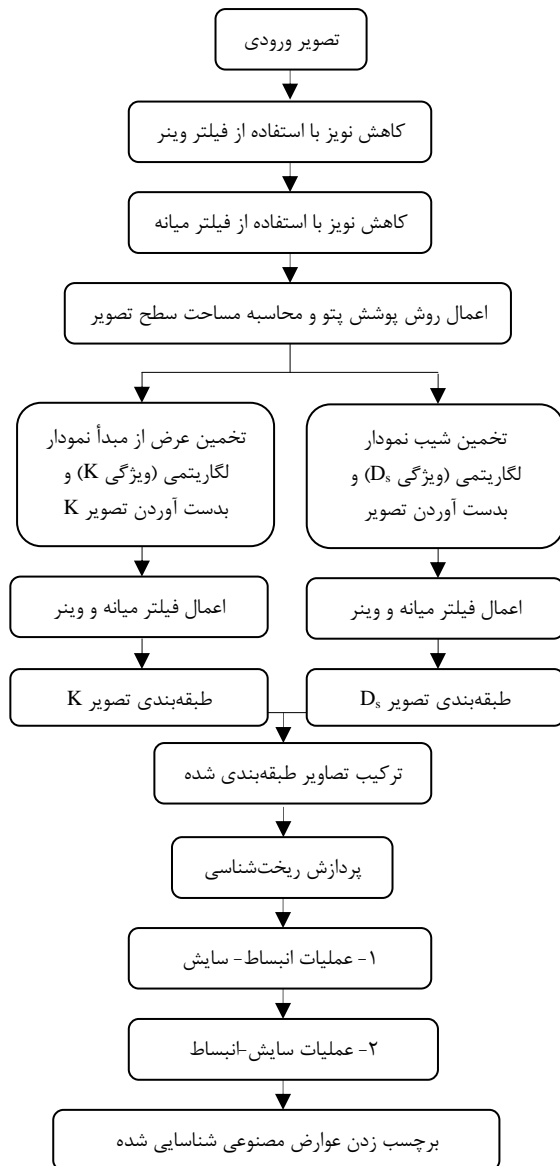 تصویر ورودی
کاهش نویز با استفاده از فیلتر وینر
کاهش نویز با استفاده از فیلتر میانه
اعمال روش پوشش پتو و محاسبه مساحت سطح تصویر
تخمین شیب نمودار
لگاریتمی (ویژگی Ds) و
بدست آوردن تصویر
تخمین عرض از مبدأ نمودار
لگاریتمی (ویژگی K) و
بدست آوردن تصویر K
اعمال فیلتر میانه و وینر
اعمال فیلتر میانه و وینر
طبقه‌بندی تصویر Ds
طبقه‌بندی تصویر K
ترکیب تصاویر طبقه‌بندی شده
پردازش ریخت‌شناسی
۱- عملیات انبساط- سایش
۲- عملیات سایش-انبساط
برچسب زدن عوارض مصنوعی شناسایی شده